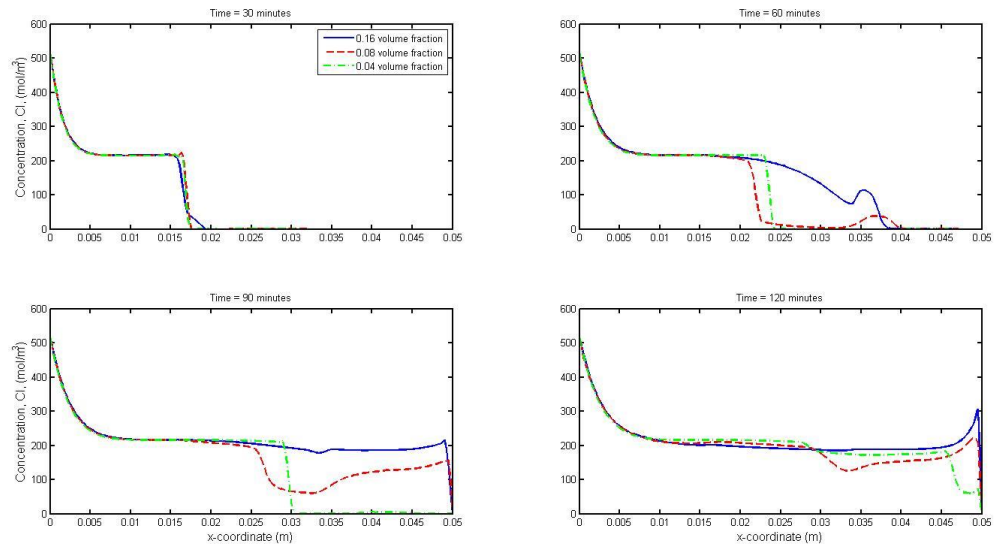 Time = 30 minutes
Concentration, Cl, (mol/m³)
600
500
400
300
200
100
0
0 0.005 0.01 0.015 0.02 0.025 0.03 0.035 0.04 0.045 0.05
0.16 volume fraction
0.08 volume fraction
0.04 volume fraction
Time = 60 minutes
600
500
400
300
200
100
0
0 0.005 0.01 0.015 0.02 0.025 0.03 0.035 0.04 0.045 0.05
Time = 90 minutes
Concentration, Cl, (mol/m³)
600
500
400
300
200
100
0
0 0.005 0.01 0.015 0.02 0.025 0.03 0.035 0.04 0.045 0.05
x-coordinate (m)
Time = 120 minutes
600
500
400
300
200
100
0
0 0.005 0.01 0.015 0.02 0.025 0.03 0.035 0.04 0.045 0.05
x-coordinate (m)